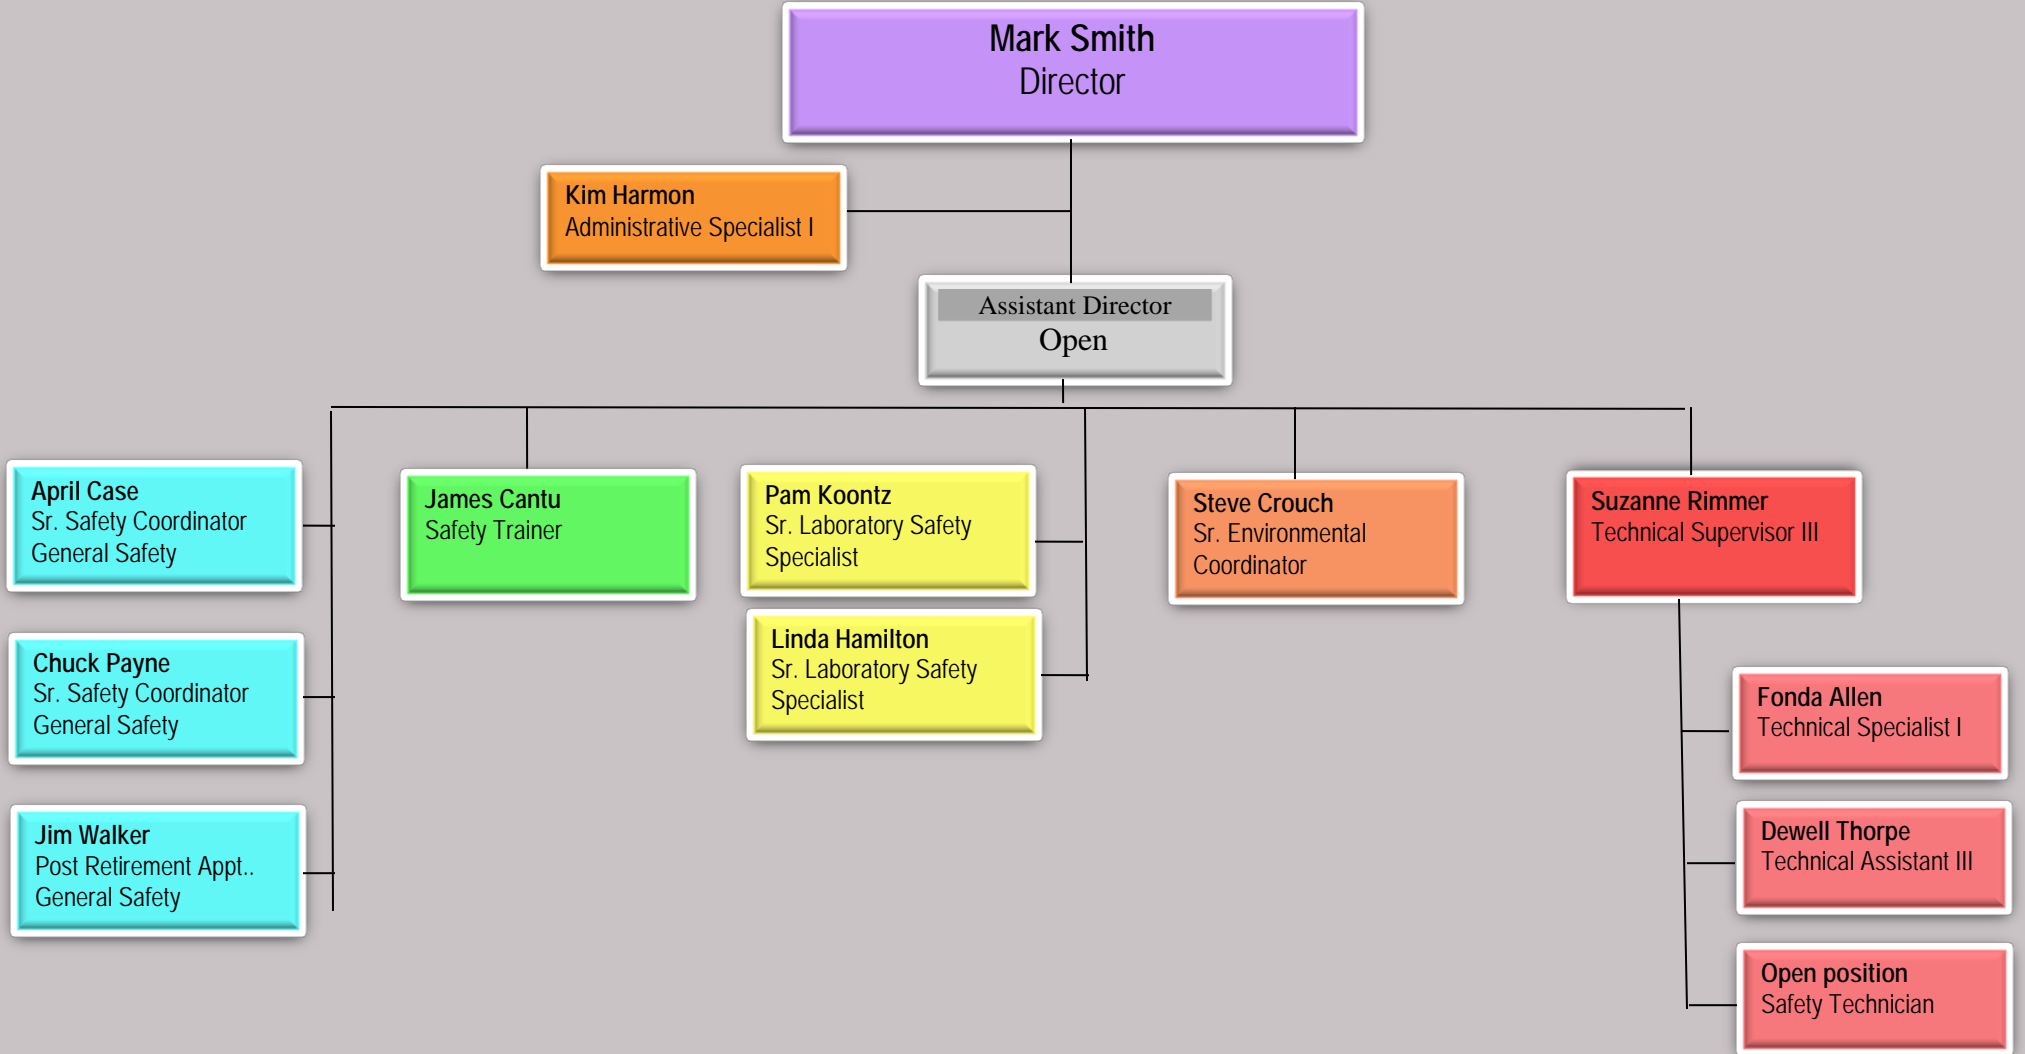 Mark Smith
Director
Kim Harmon
Administrative Specialist I
Assistant Director
Open
April Case
Sr. Safety Coordinator
General Safety
Chuck Payne
Sr. Safety Coordinator
General Safety
Jim Walker
Post Retirement Appt..
General Safety
James Cantu
Safety Trainer
Pam Koontz
Sr. Laboratory Safety
Specialist
Linda Hamilton
Sr. Laboratory Safety
Specialist
Steve Crouch
Sr. Environmental
Coordinator
Suzanne Rimmer
Technical Supervisor III
Fonda Allen
Technical Specialist I
Dewell Thorpe
Technical Assistant III
Open position
Safety Technician